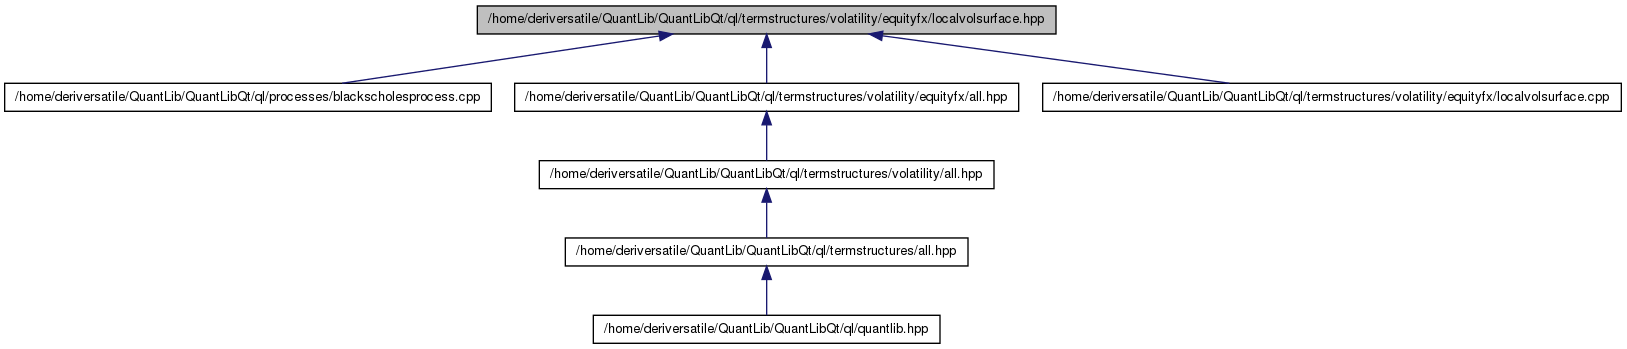 /home/deriversatile/QuantLib/QuantLibQt/ql/termstructures/volatility/equityfx/localvolsurface.hpp
/home/deriversatile/QuantLib/QuantLibQt/ql/processes/blackscholesprocess.cpp
/home/deriversatile/QuantLib/QuantLibQt/ql/termstructures/volatility/equityfx/all.hpp
/home/deriversatile/QuantLib/QuantLibQt/ql/termstructures/volatility/equityfx/localvolsurface.cpp
/home/deriversatile/QuantLib/QuantLibQt/ql/termstructures/volatility/all.hpp
/home/deriversatile/QuantLib/QuantLibQt/ql/termstructures/all.hpp
/home/deriversatile/QuantLib/QuantLibQt/ql/quantlib.hpp